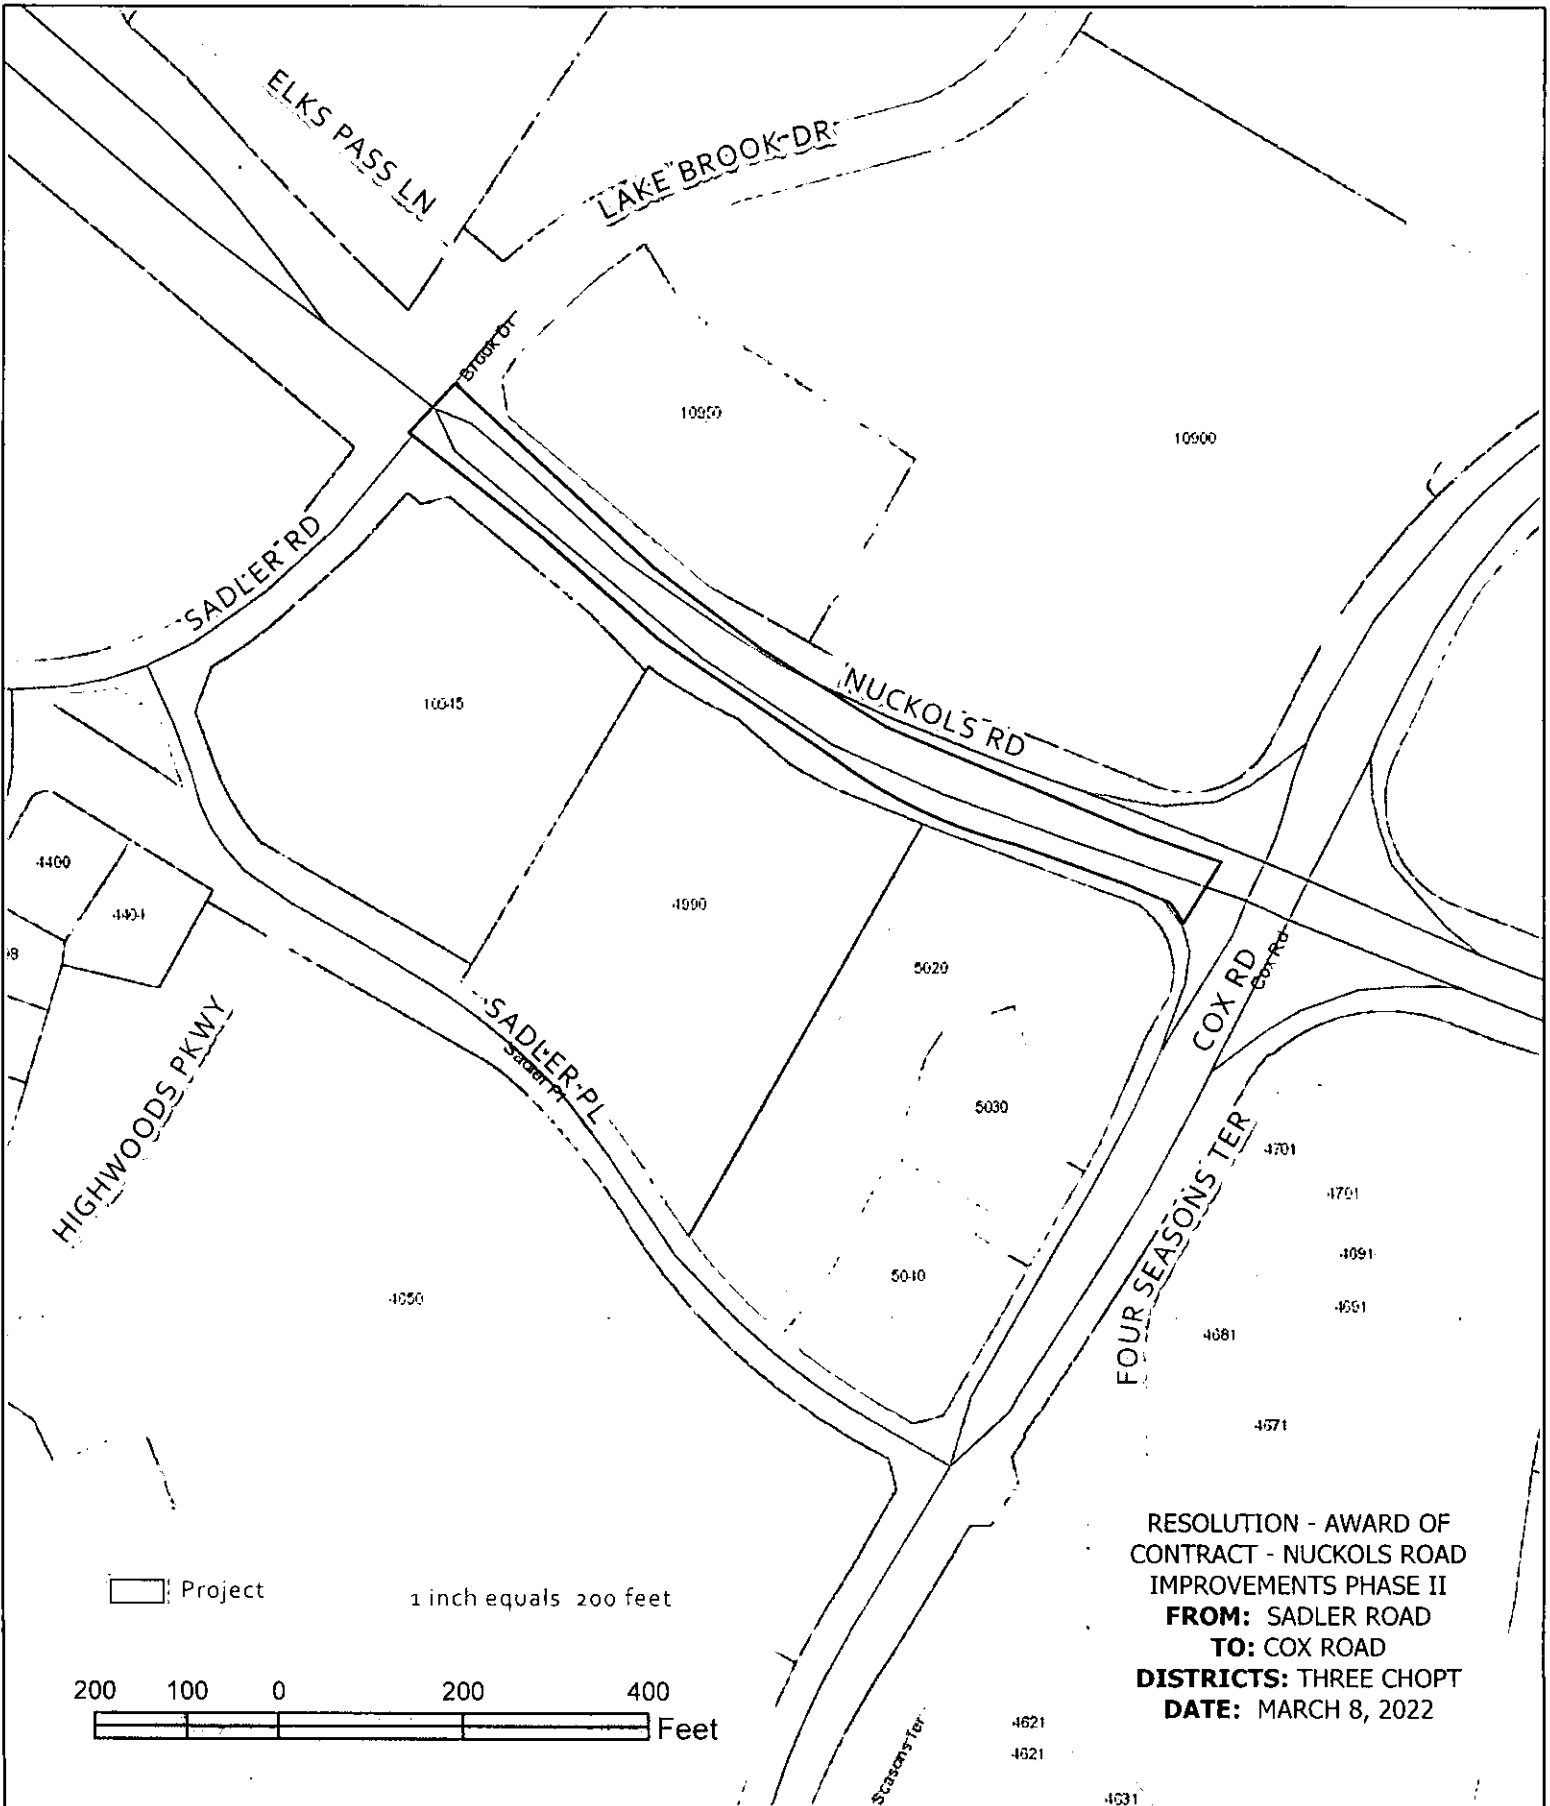 ELKS PASS LN
LAKE BROOK DR
Brook Dr
10950
10900
SADLER RD
NUCKOLS RD
4400
4404
4990
5020
COX RD
Cox Rd
SADLER PL
Sadler Pl
HIGHWOODS PKWY
5030
FOUR SEASONS TER
4701
4701
4691
4691
4681
4650
5040
4671
Project
1 inch equals 200 feet
200 100 0 200 400
Feet
RESOLUTION - AWARD OF
CONTRACT - NUCKOLS ROAD
IMPROVEMENTS PHASE II
FROM: SADLER ROAD
TO: COX ROAD
DISTRICTS: THREE CHOPT
DATE: MARCH 8, 2022
Seasons Ter
4621
4621
4631